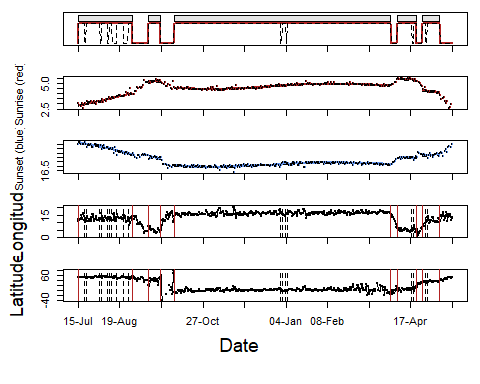 Sunrise (red)
5.0
2.5
Sunset (blue)
16.5
Longitud
15
0
Latitude
60
-40
15-Jul 19-Aug 27-Oct 04-Jan 08-Feb 17-Apr
Date